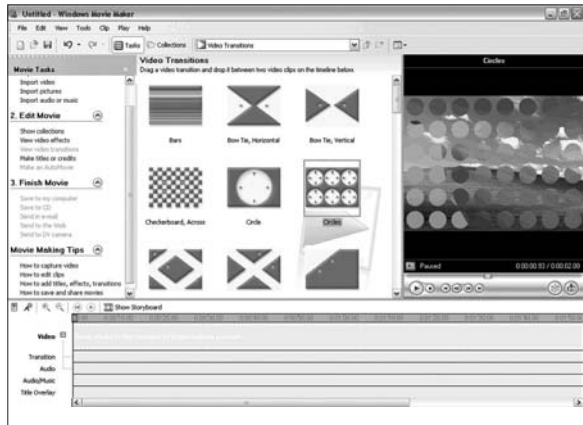 Untitled - Windows Movie Maker
File Edit View Tools Clip Play Help
Tasks Collections Video Transitions
Movie Tasks
Import video
Import pictures
Import audio or music
2. Edit Movie
Show collections
View video effects
View video transitions
Make titles or credits
Make an AutoMovie
3. Finish Movie
Save to my computer
Save to CD
Send in e-mail
Send to the Web
Send to DV camera
Movie Making Tips
How to capture video
How to edit clips
How to add titles, effects, transitions
How to save and share movies
Video Transitions
Drag a video transition and drop it between two video clips on the timeline below.
Bars
Bow Tie, Horizontal
Bow Tie, Vertical
Checkerboard, Across
Circle
Circles
Circles
Paused 0:00:00.93 / 0:00:02.00
Show Storyboard
Video
Transition
Audio
Audio/Music
Title Overlay